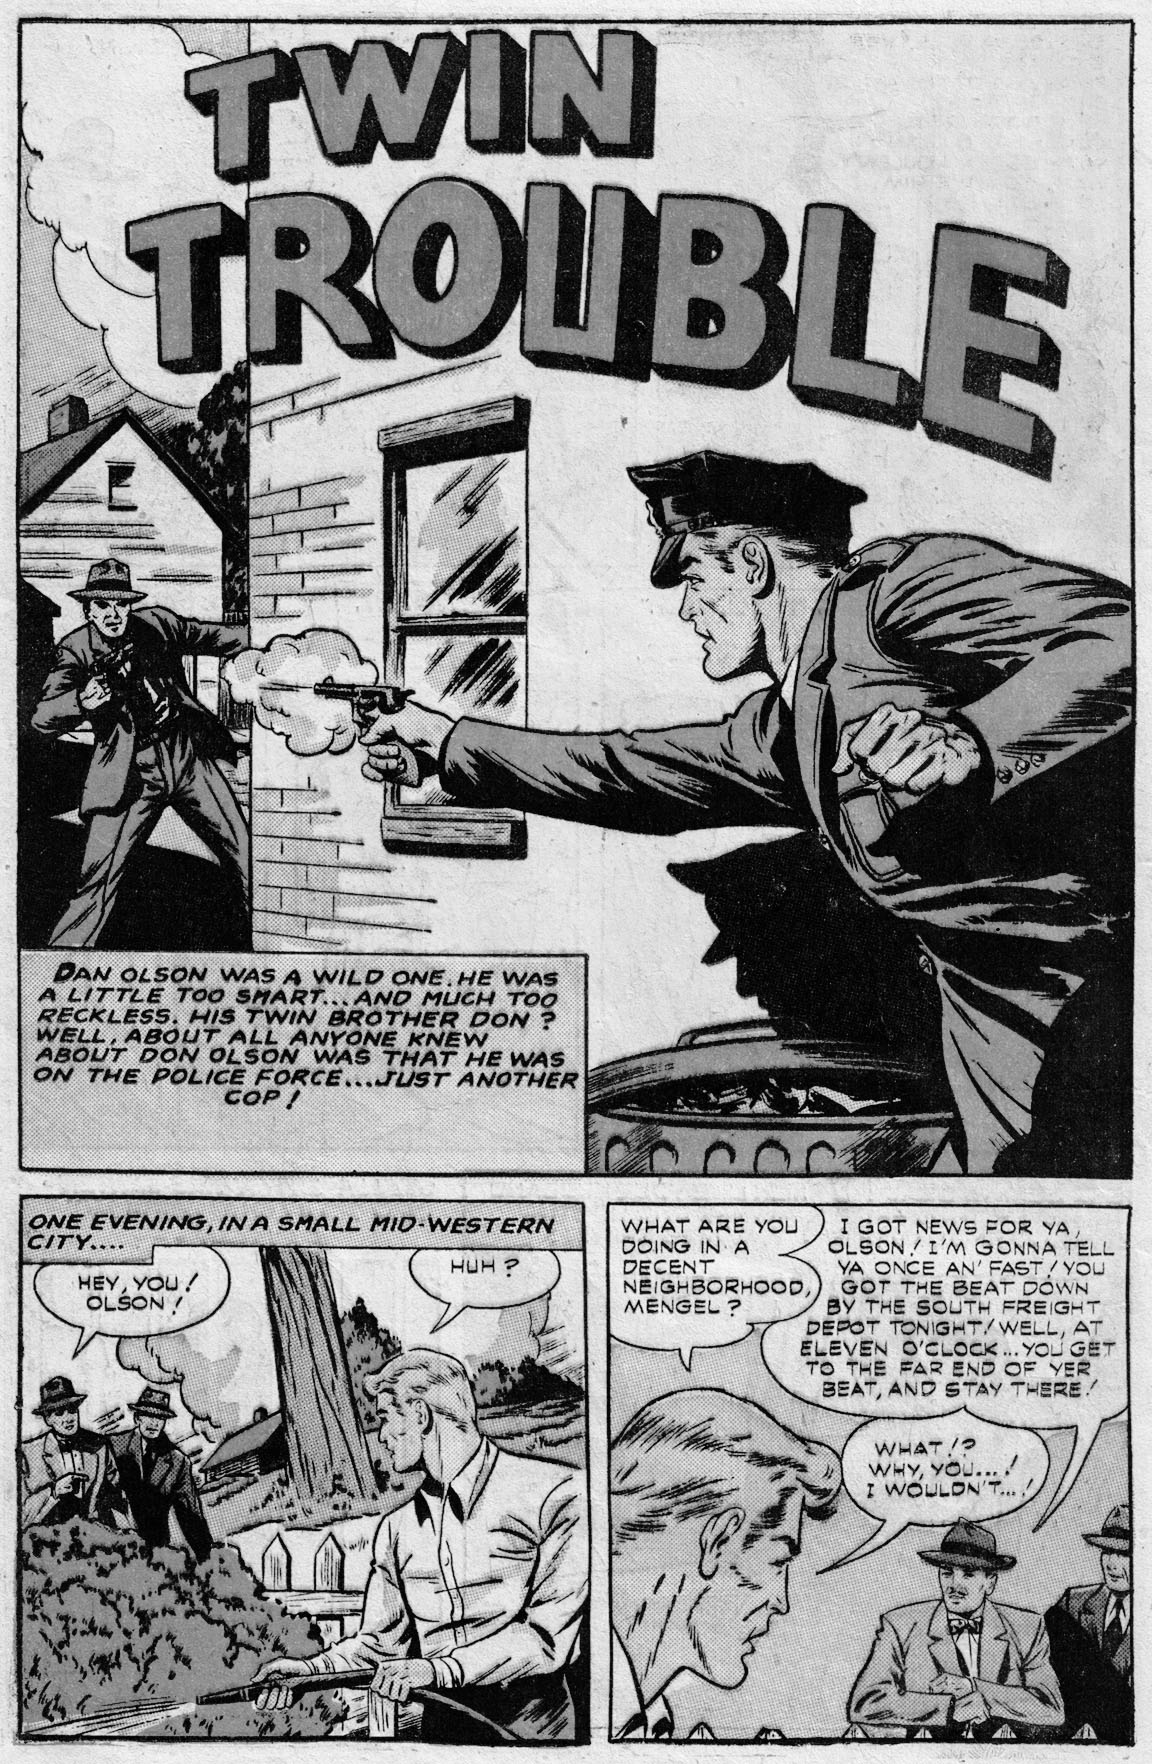 TWIN
TROUBLE
DAN OLSON WAS A WILD ONE. HE WAS
A LITTLE TOO SMART...AND MUCH TOO
RECKLESS. HIS TWIN BROTHER DON?
WELL, ABOUT ALL ANYONE KNEW
ABOUT DON OLSON WAS THAT HE WAS
ON THE POLICE FORCE...JUST ANOTHER
COP!
ONE EVENING, IN A SMALL MID-WESTERN
CITY....
HEY, YOU!
OLSON!
HUH?
WHAT ARE YOU
DOING IN A
DECENT
NEIGHBORHOOD,
MENGEL?
I GOT NEWS FOR YA,
OLSON! I'M GONNA TELL
YA ONCE AN' FAST! YOU
GOT THE BEAT DOWN
BY THE SOUTH FREIGHT
DEPOT TONIGHT! WELL, AT
ELEVEN O'CLOCK...YOU GET
TO THE FAR END OF YER
BEAT, AND STAY THERE!
WHAT!?
WHY, YOU...!
I WOULDN'T...!